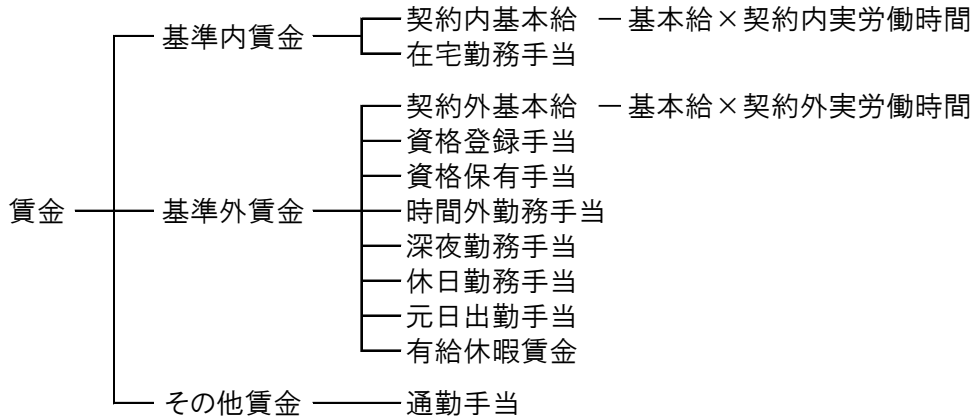 契約内基本給 － 基本給×契約内実労働時間
基準内賃金
在宅勤務手当
契約外基本給 － 基本給×契約外実労働時間
資格登録手当
資格保有手当
賃金
基準外賃金
時間外勤務手当
深夜勤務手当
休日勤務手当
元日出勤手当
有給休暇賃金
その他賃金
通勤手当